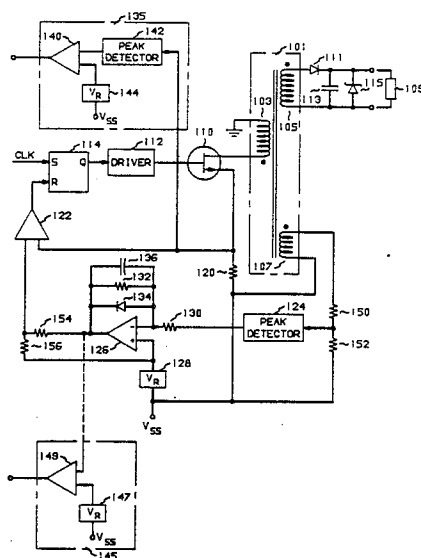 135
140
142
PEAK
DETECTOR
V_R
144
V_SS
101
111
103
113
115
109
105
114
112
110
CLK
S Q
R
DRIVER
122
136
132
134
120
107
154
130
124
150
156
126
PEAK
DETECTOR
128
152
V_R
V_SS
149
147
V_R
V_SS
145